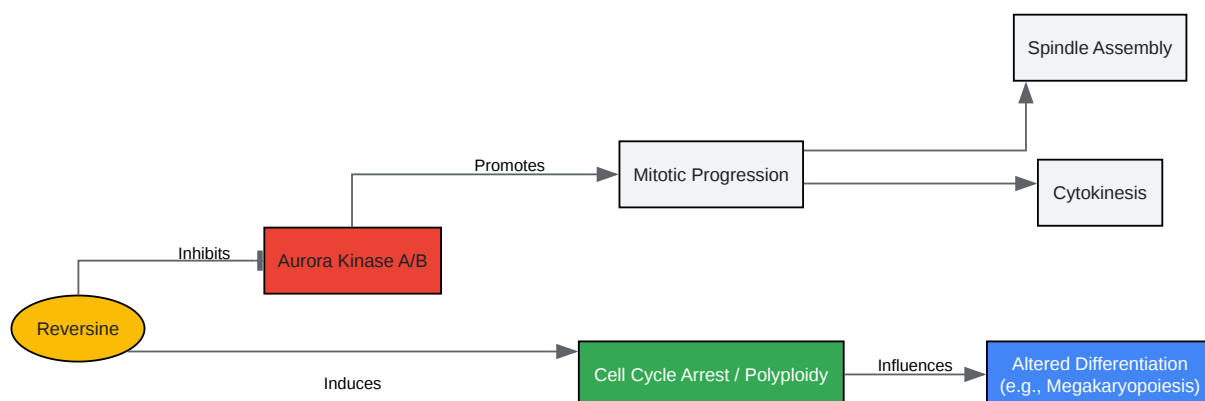 Spindle Assembly
Promotes
Mitotic Progression
Cytokinesis
Inhibits
Aurora Kinase A/B
Reversine
Induces
Cell Cycle Arrest / Polyploidy
Influences
Altered Differentiation
(e.g., Megakaryopoiesis)